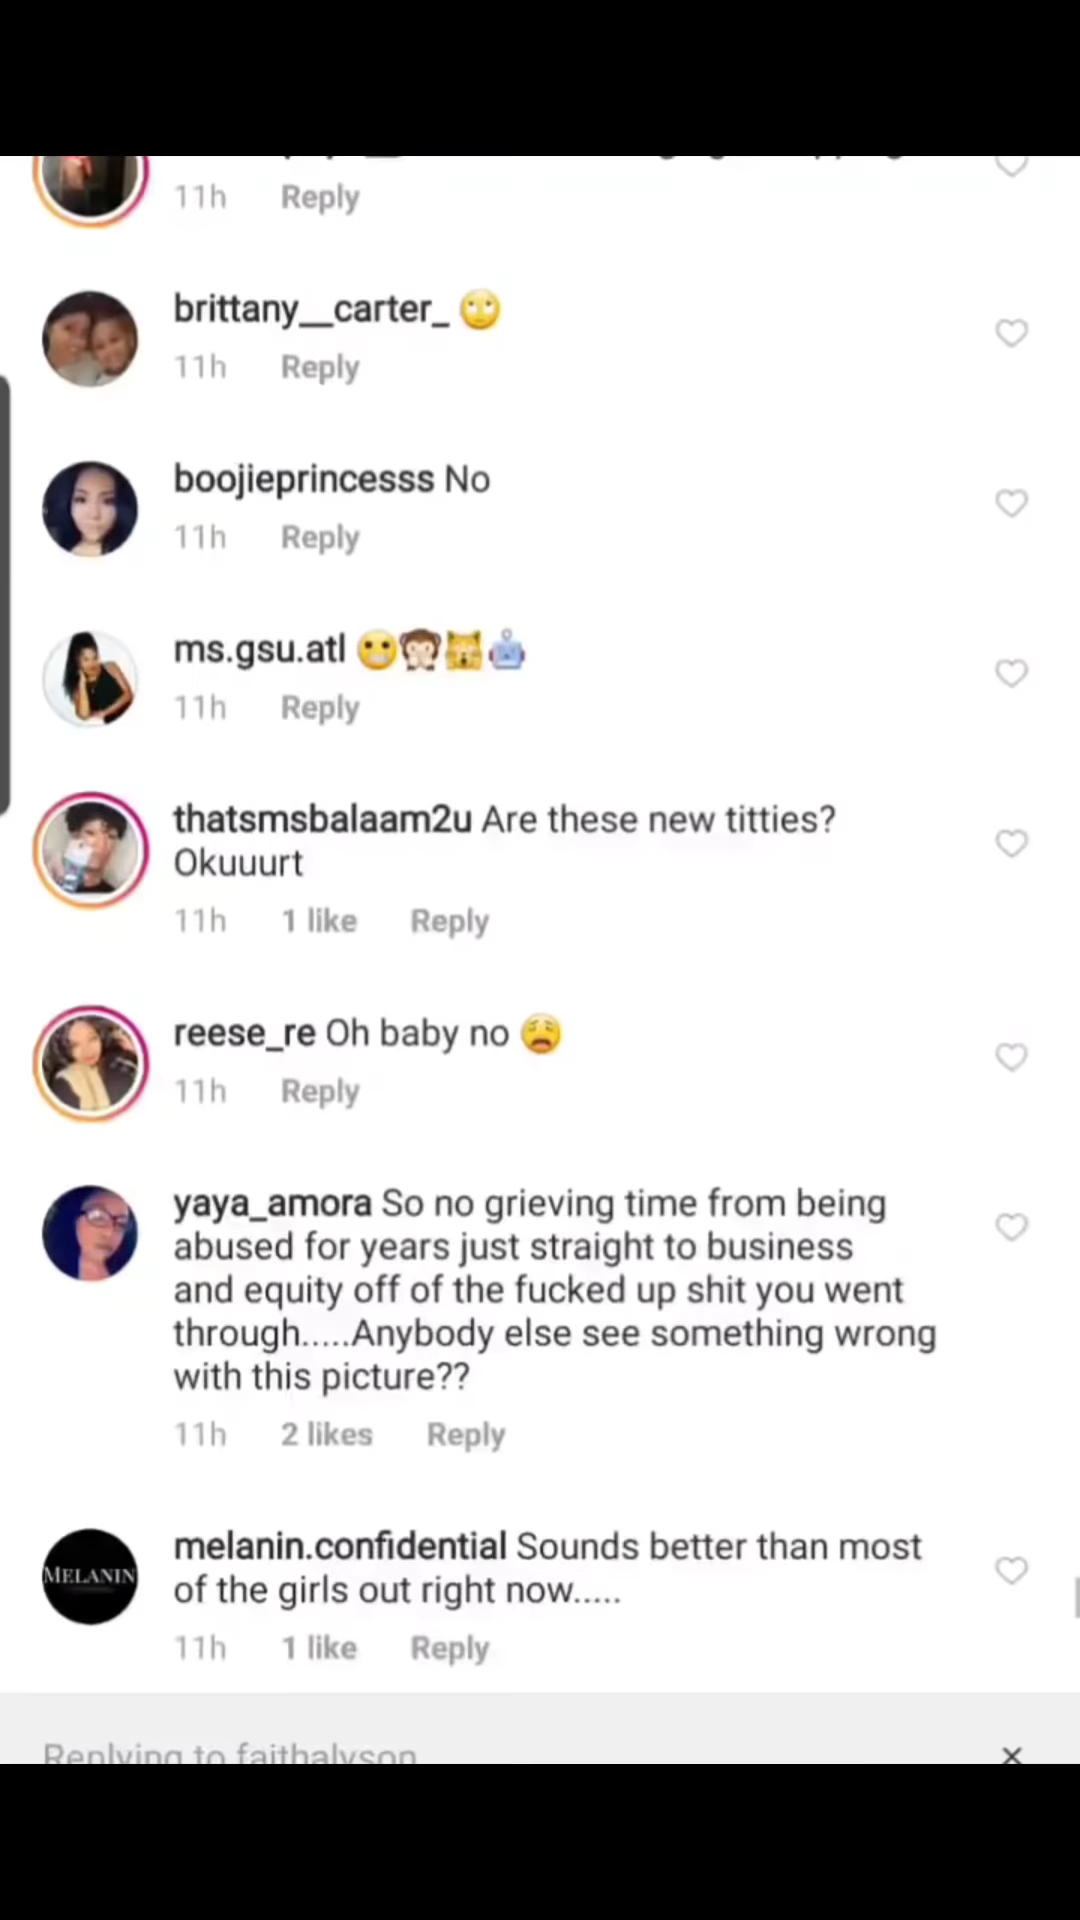 11h Reply
brittany__carter_ 🙄
11h Reply
boojieprincesss No
11h Reply
ms.gsu.atl 😬🙊🙀🤖
11h Reply
thatsmsbalaam2u Are these new titties?
Okuuurt
11h 1 like Reply
reese_re Oh baby no 😩
11h Reply
yaya_amora So no grieving time from being
abused for years just straight to business
and equity off of the fucked up shit you went
through.....Anybody else see something wrong
with this picture??
11h 2 likes Reply
MELANIN
melanin.confidential Sounds better than most
of the girls out right now.....
11h 1 like Reply
Replying to faithalyson